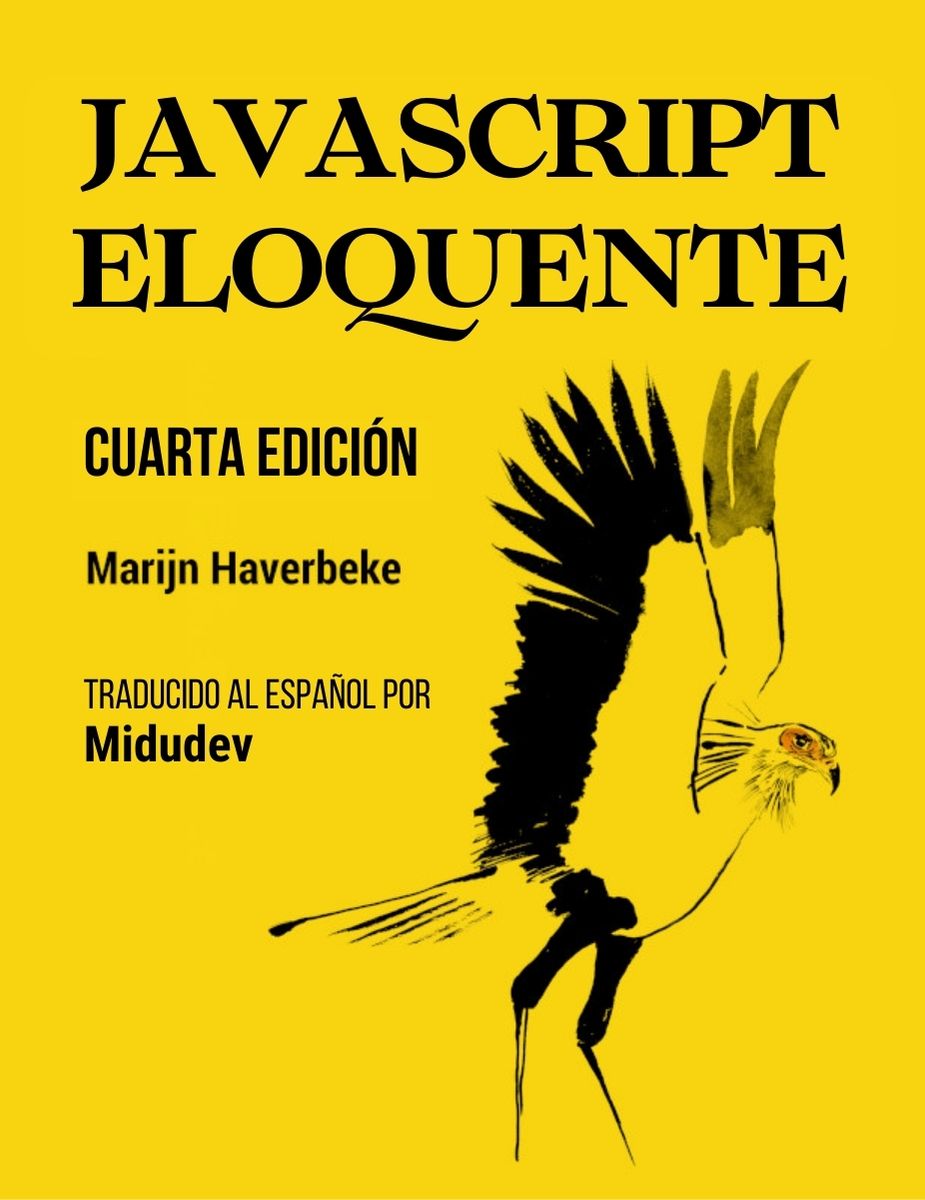 JAVASCRIPT
ELOQUENTE
CUARTA EDICIÓN
Marijn Haverbeke
TRADUCIDO AL ESPAÑOL POR
Midudev